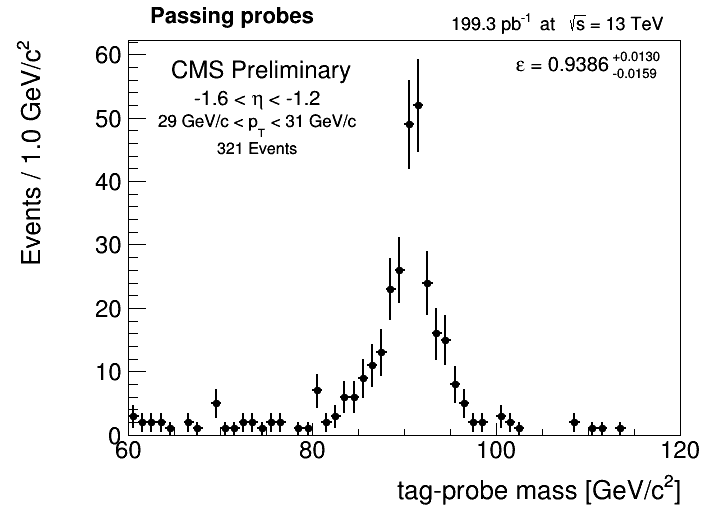 Passing probes
199.3 pb⁻¹ at √s = 13 TeV
CMS Preliminary
-1.6 < η < -1.2
29 GeV/c < p_T < 31 GeV/c
321 Events
ε = 0.9386 +0.0130 -0.0159
Events / 1.0 GeV/c²
60
50
40
30
20
10
0
60 80 100 120
tag-probe mass [GeV/c²]